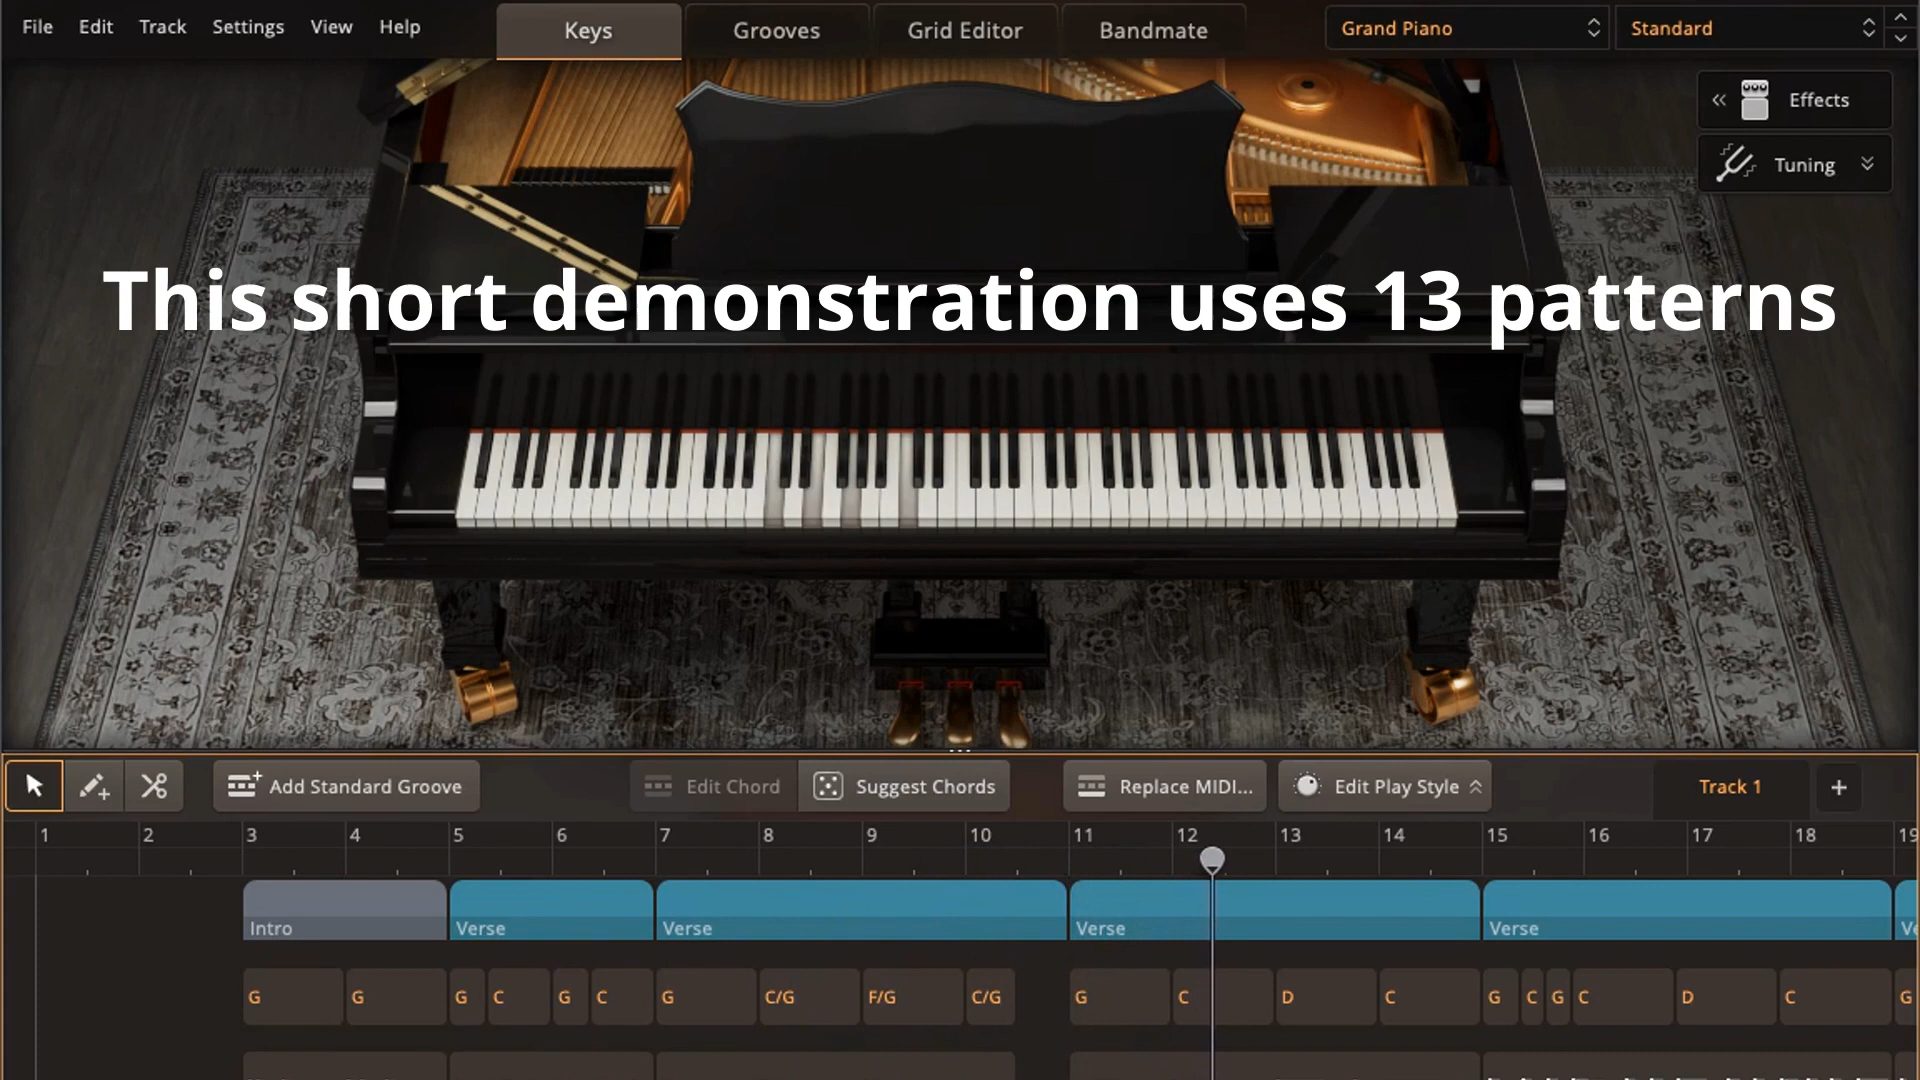 File Edit Track Settings View Help
Keys Grooves Grid Editor Bandmate
Grand Piano Standard
Effects
Tuning
This short demonstration uses 13 patterns
Add Standard Groove Edit Chord Suggest Chords Replace MIDI... Edit Play Style Track 1 +
1 2 3 4 5 6 7 8 9 10 11 12 13 14 15 16 17 18 19
Intro Verse Verse Verse Verse
G G G C G C G C/G F/G C/G G C D C G C G C D C G